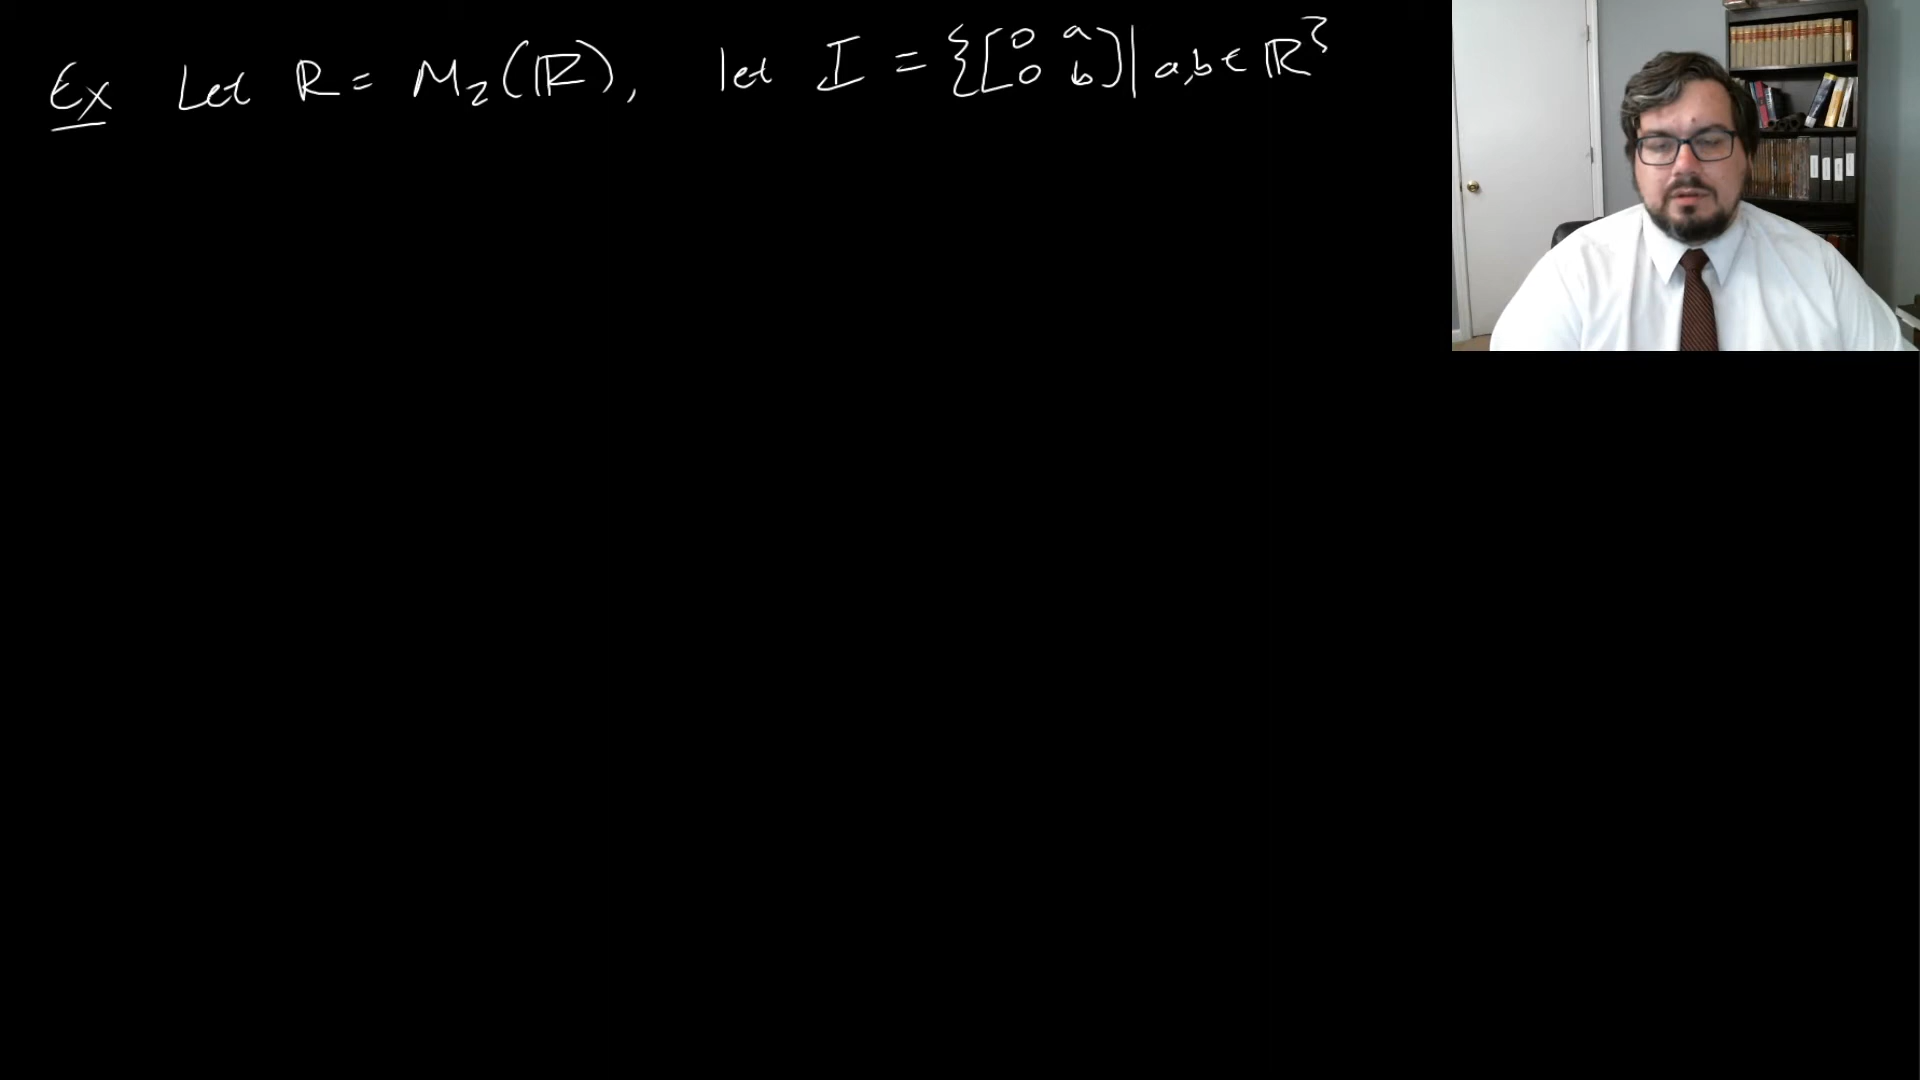 Ex Let R = M₂(ℝ), let I = {[0 a 0 b] | a,b ∈ ℝ}